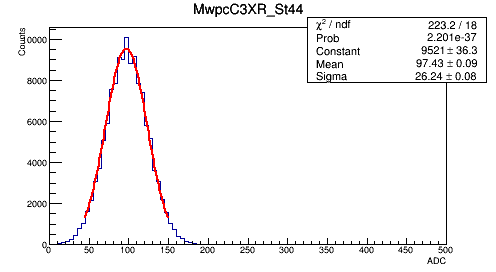 MwpcC3XR_St44
χ² / ndf 223.2 / 18
Prob 2.201e-37
Constant 9521 ± 36.3
Mean 97.43 ± 0.09
Sigma 26.24 ± 0.08
Counts
0000
8000
6000
4000
2000
0
0 50 100 150 200 250 300 350 400 450 500
ADC